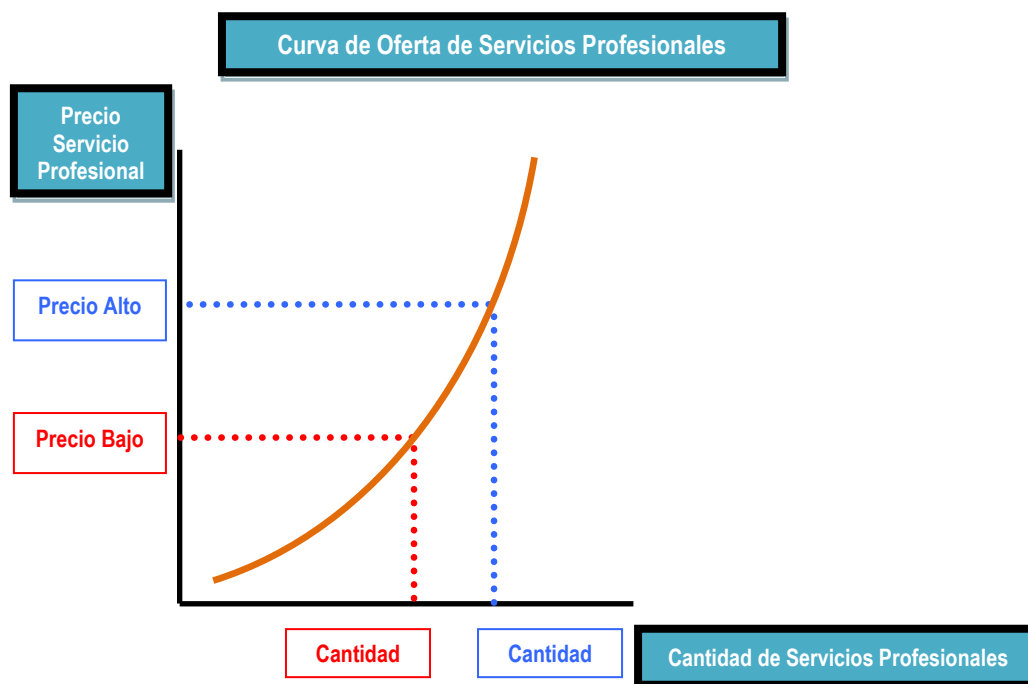 Curva de Oferta de Servicios Profesionales
Precio
Servicio
Profesional
Precio Alto
Precio Bajo
Cantidad
Cantidad
Cantidad de Servicios Profesionales